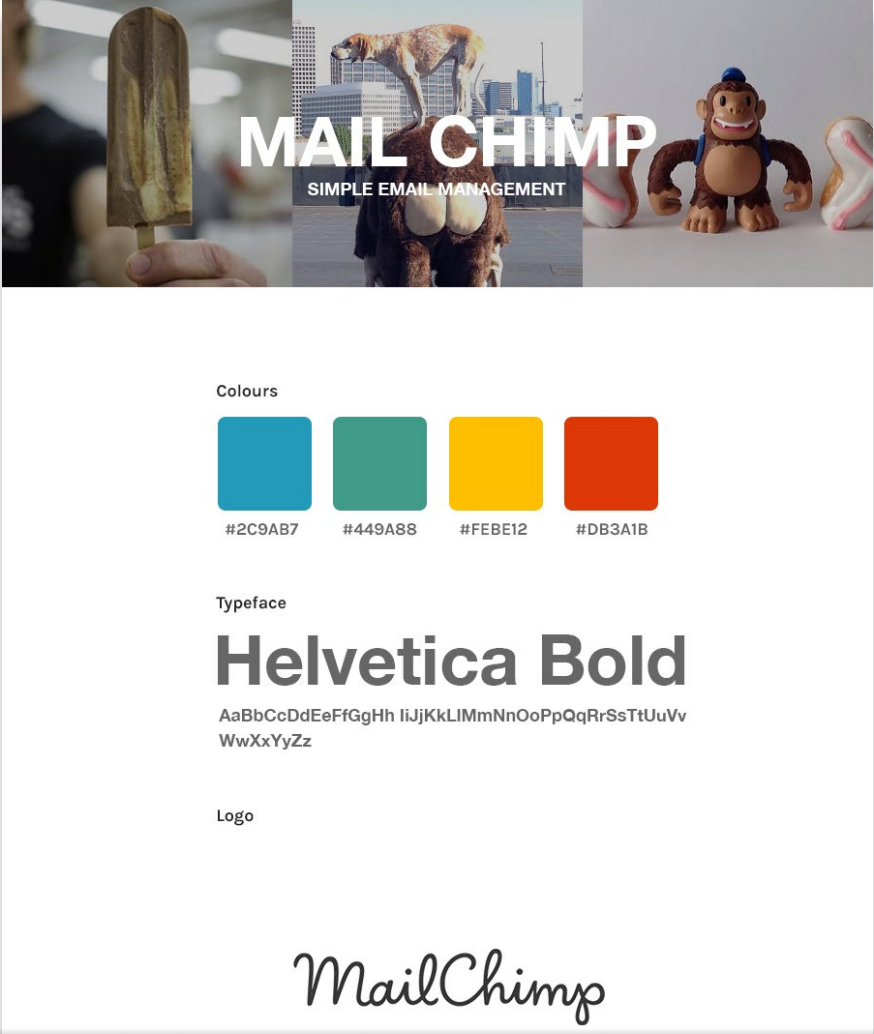 MAIL CHIMP
SIMPLE EMAIL MANAGEMENT
Colours
#2C9AB7 #449A88 #FEBE12 #DB3A1B
Typeface
Helvetica Bold
AaBbCcDdEeFfGgHh IiJjKkLlMmNnOoPpQqRrSsTtUuVv
WwXxYyZz
Logo
MailChimp